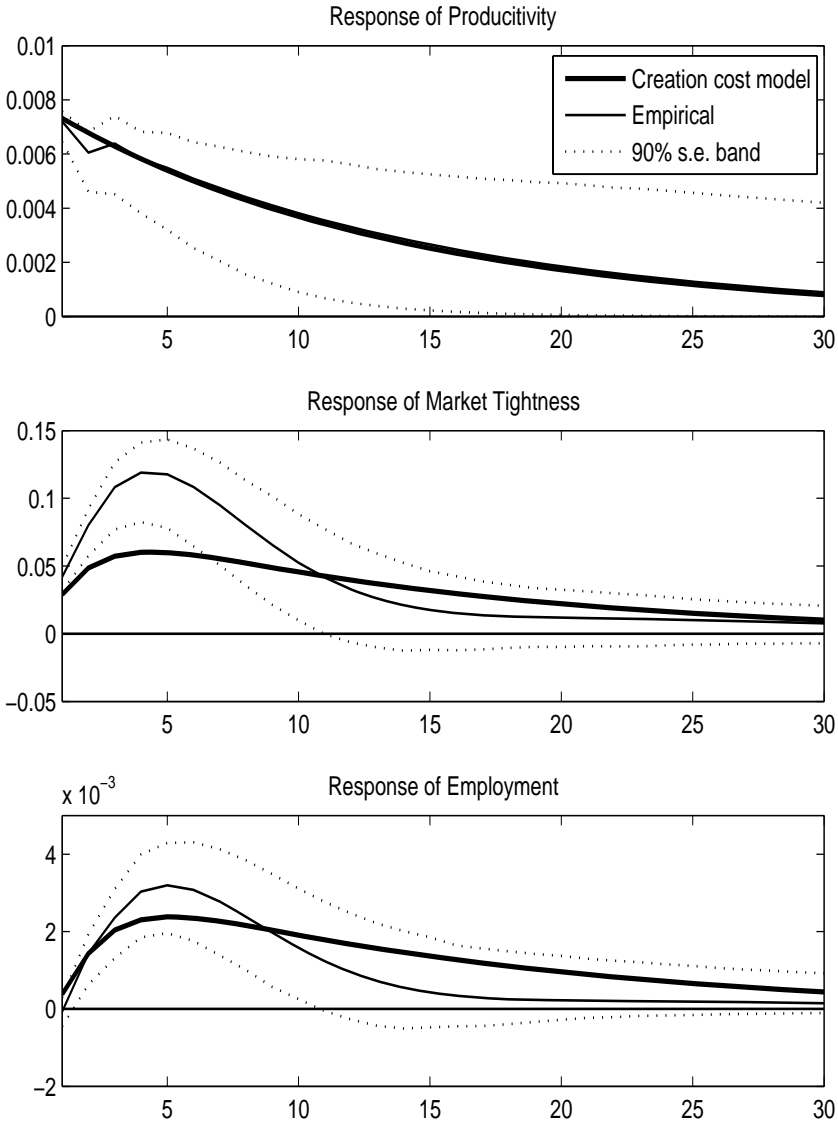 Response of Producitivity
0.01
0.008
0.006
0.004
0.002
0
Creation cost model
Empirical
90% s.e. band
5 10 15 20 25 30
Response of Market Tightness
0.15
0.1
0.05
0
−0.05
5 10 15 20 25 30
x 10−3
Response of Employment
4
2
0
−2
5 10 15 20 25 30